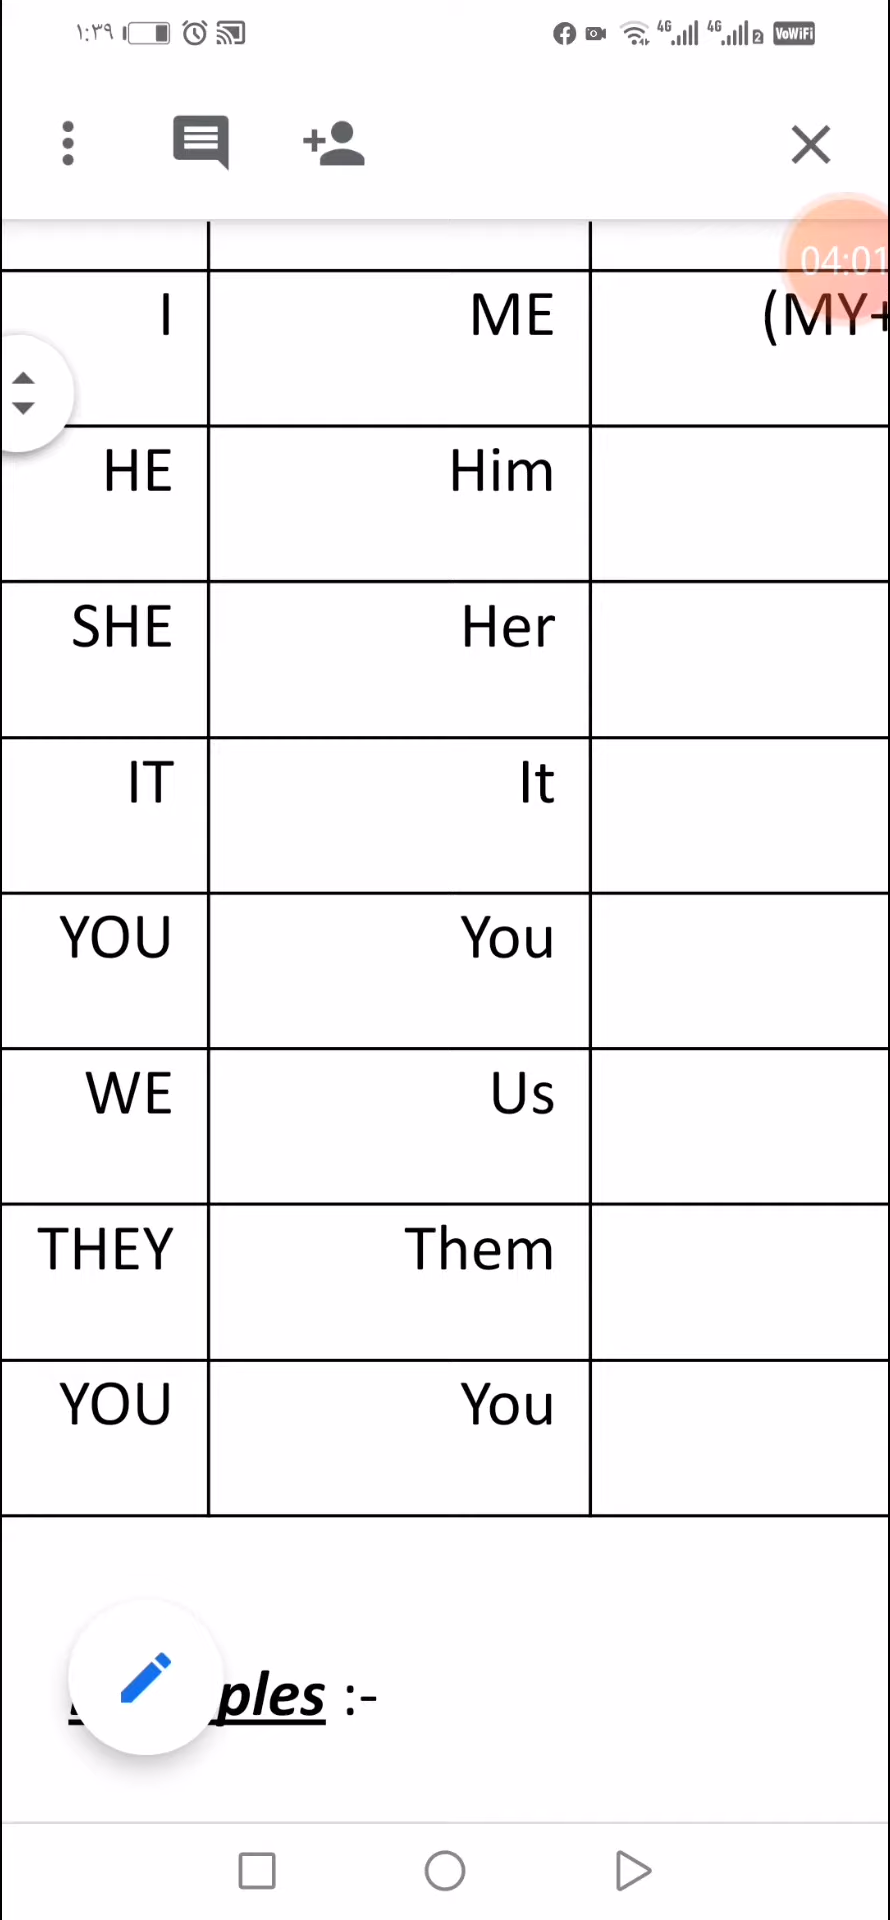 ١:٣٩ 4G 4G 2 VoWiFi
04:01
I ME (MY+
HE Him
SHE Her
IT It
YOU You
WE Us
THEY Them
YOU You
ples :-